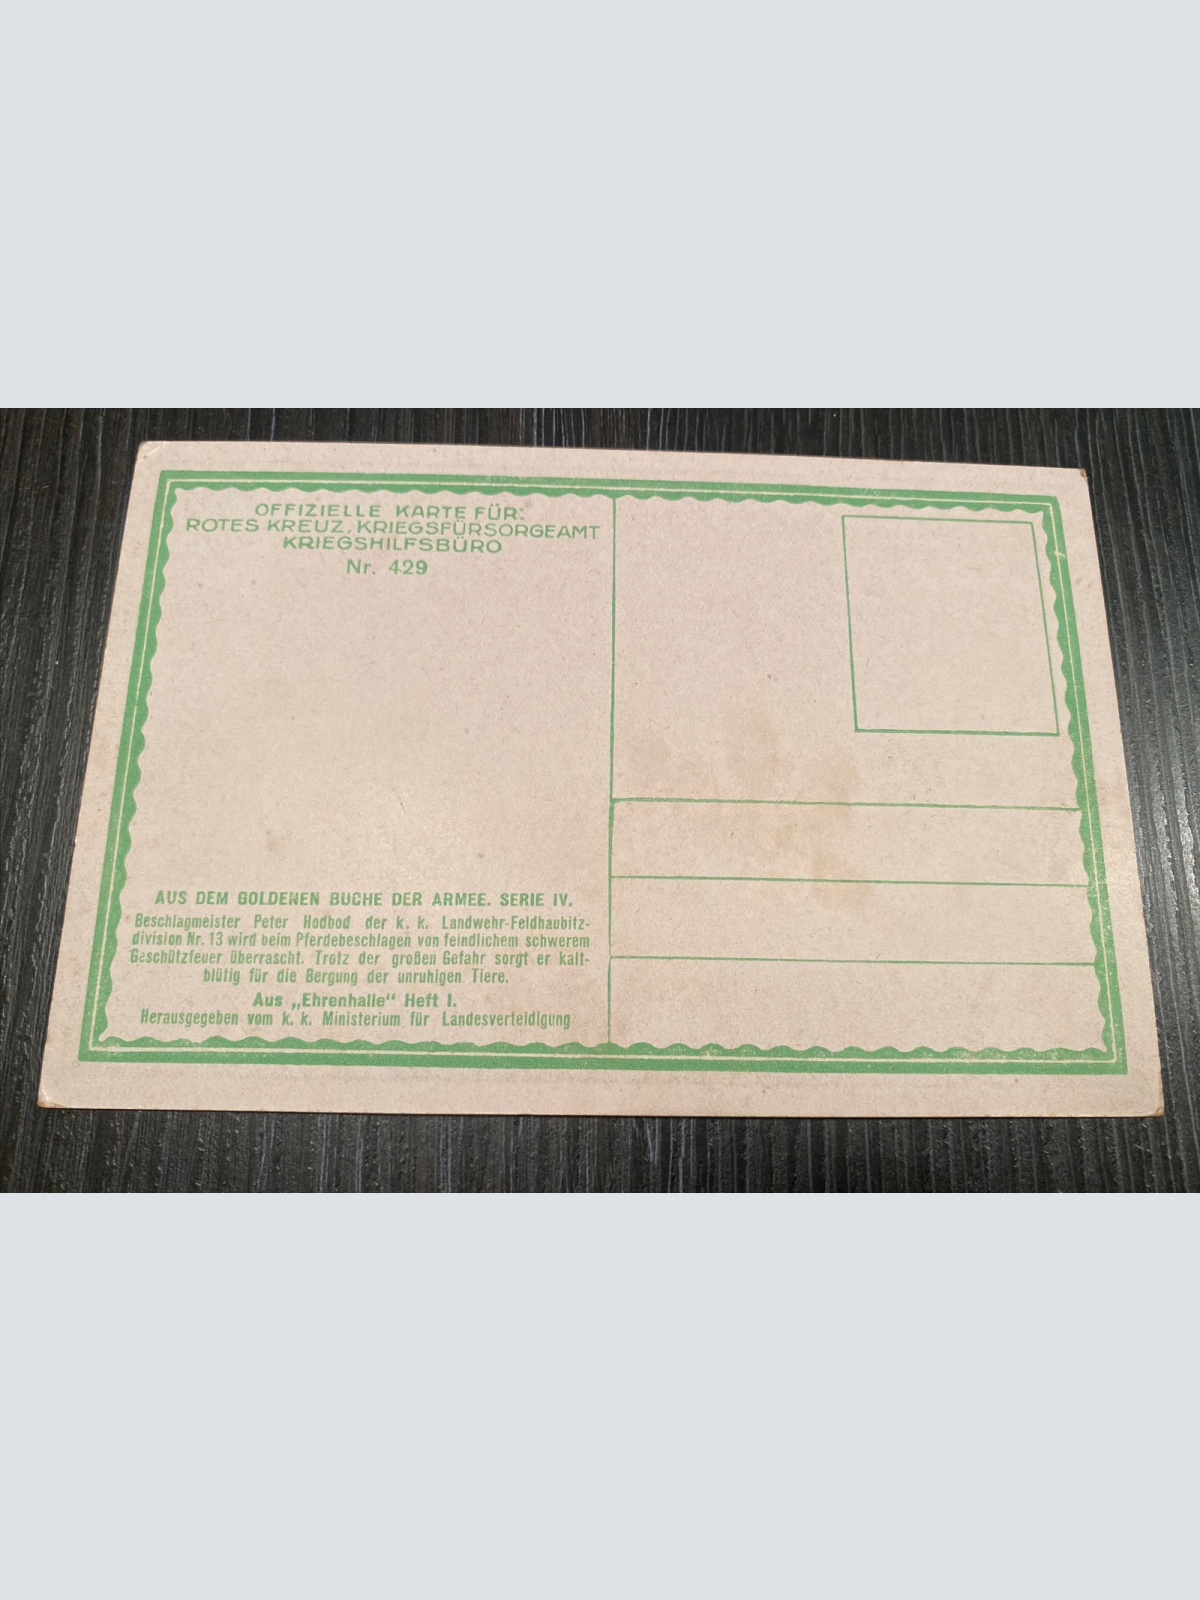 OFFIZIELLE KARTE FÜR:
ROTES KREUZ, KRIEGSFÜRSORGEAMT
KRIEGSHILFSBÜRO
Nr. 429
AUS DEM GOLDENEN BUCHE DER ARMEE. SERIE IV.
Beschlagmeister Peter Hodbod der k. k. Landwehr-Feldhaubitz-
division Nr. 13 wird beim Pferdebeschlagen von feindlichem schwerem
Geschützfeuer überrascht. Trotz der großen Gefahr sorgt er kalt-
blütig für die Bergung der unruhigen Tiere.
Aus „Ehrenhalle“ Heft I.
Herausgegeben vom k. k. Ministerium für Landesverteidigung